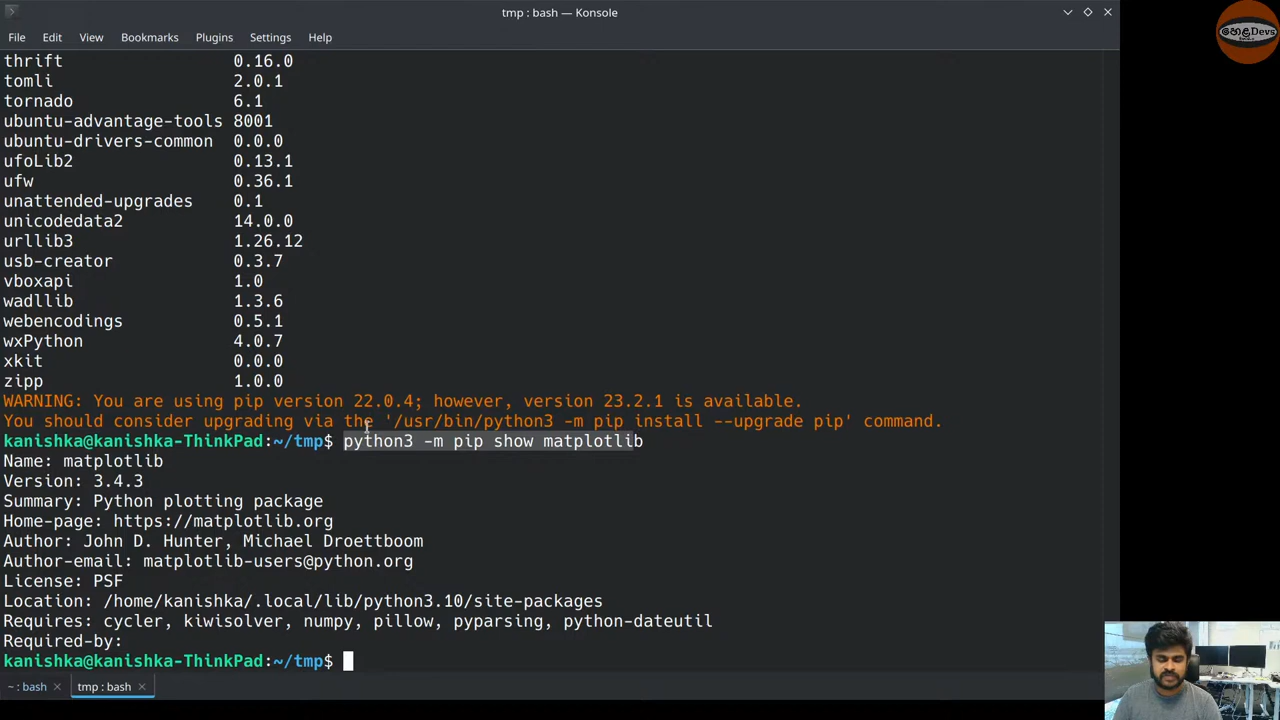 tmp : bash — Konsole
File Edit View Bookmarks Plugins Settings Help
thrift 0.16.0
tomli 2.0.1
tornado 6.1
ubuntu-advantage-tools 8001
ubuntu-drivers-common 0.0.0
ufoLib2 0.13.1
ufw 0.36.1
unattended-upgrades 0.1
unicodedata2 14.0.0
urllib3 1.26.12
usb-creator 0.3.7
vboxapi 1.0
wadllib 1.3.6
webencodings 0.5.1
wxPython 4.0.7
xkit 0.0.0
zipp 1.0.0
WARNING: You are using pip version 22.0.4; however, version 23.2.1 is available.
You should consider upgrading via the '/usr/bin/python3 -m pip install --upgrade pip' command.
kanishka@kanishka-ThinkPad:~/tmp$ python3 -m pip show matplotlib
Name: matplotlib
Version: 3.4.3
Summary: Python plotting package
Home-page: https://matplotlib.org
Author: John D. Hunter, Michael Droettboom
Author-email: matplotlib-users@python.org
License: PSF
Location: /home/kanishka/.local/lib/python3.10/site-packages
Requires: cycler, kiwisolver, numpy, pillow, pyparsing, python-dateutil
Required-by:
kanishka@kanishka-ThinkPad:~/tmp$
~ : bash
tmp : bash
හෙළDevs